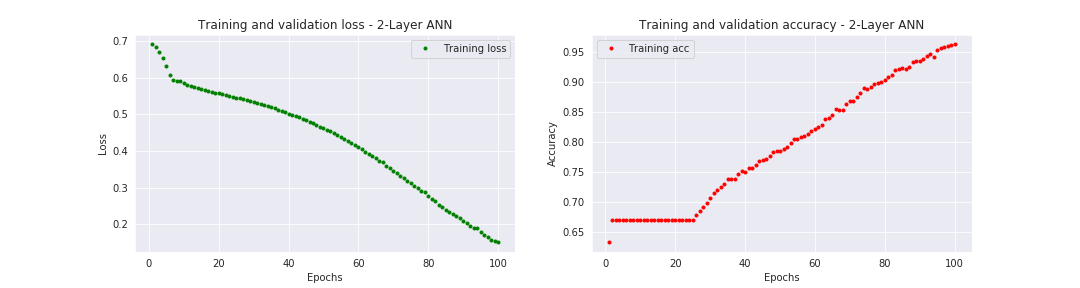 Training and validation loss - 2-Layer ANN
Training loss
0.7
0.6
0.5
0.4
0.3
0.2
Loss
0 20 40 60 80 100
Epochs
Training and validation accuracy - 2-Layer ANN
Training acc
0.95
0.90
0.85
0.80
0.75
0.70
0.65
Accuracy
0 20 40 60 80 100
Epochs